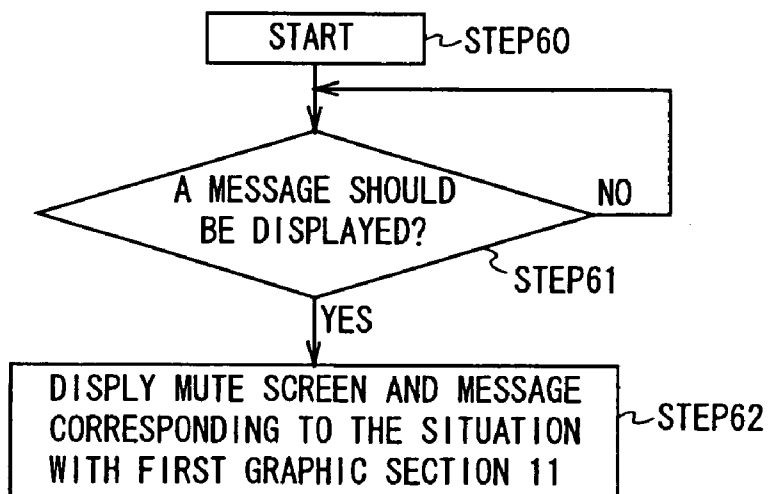 START
STEP60
A MESSAGE SHOULD
BE DISPLAYED?
NO
STEP61
YES
DISPLY MUTE SCREEN AND MESSAGE
CORRESPONDING TO THE SITUATION
WITH FIRST GRAPHIC SECTION 11
STEP62